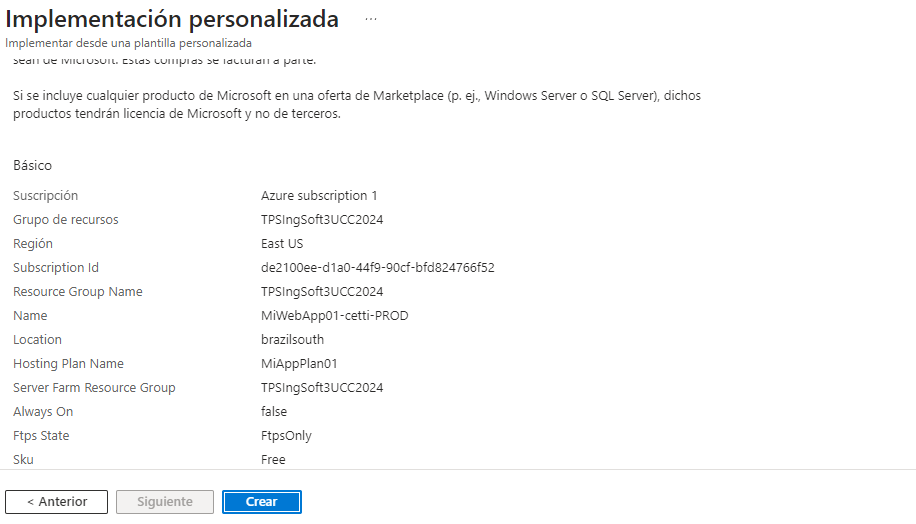 Implementación personalizada ...
Implementar desde una plantilla personalizada
sean de Microsoft. Estas compras se facturan a parte.
Si se incluye cualquier producto de Microsoft en una oferta de Marketplace (p. ej., Windows Server o SQL Server), dichos
productos tendrán licencia de Microsoft y no de terceros.
Básico
Suscripción Azure subscription 1
Grupo de recursos TPSIngSoft3UCC2024
Región East US
Subscription Id de2100ee-d1a0-44f9-90cf-bfd824766f52
Resource Group Name TPSIngSoft3UCC2024
Name MiWebApp01-cetti-PROD
Location brazilsouth
Hosting Plan Name MiAppPlan01
Server Farm Resource Group TPSIngSoft3UCC2024
Always On false
Ftps State FtpsOnly
Sku Free
< Anterior Siguiente Crear